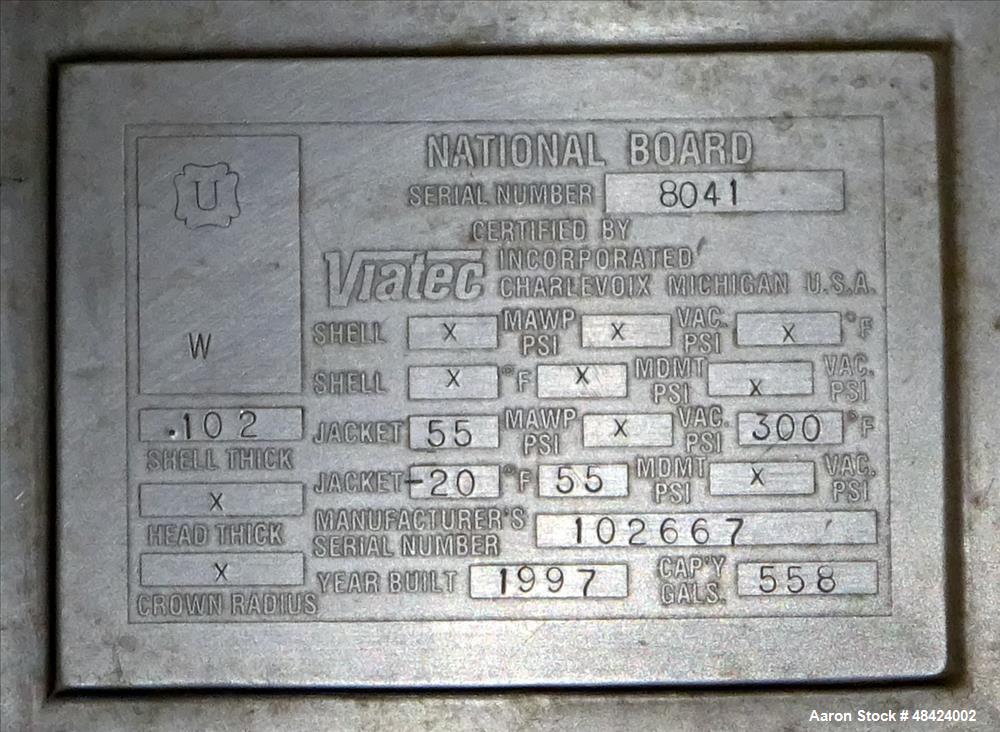 U
W
NATIONAL BOARD
SERIAL NUMBER 8041
CERTIFIED BY
Viatec INCORPORATED
CHARLEVOIX MICHIGAN U.S.A.
SHELL X MAWP PSI X VAC. PSI X °F
SHELL X °F X MDMT PSI X VAC. PSI
.102
SHELL THICK
JACKET 55 MAWP PSI X VAC. PSI 300 °F
JACKET -20 °F 55 MDMT PSI X VAC. PSI
X
HEAD THICK
MANUFACTURER'S
SERIAL NUMBER 102667
X
CROWN RADIUS
YEAR BUILT 1997 CAP'Y GALS. 558
Aaron Stock # 48424002